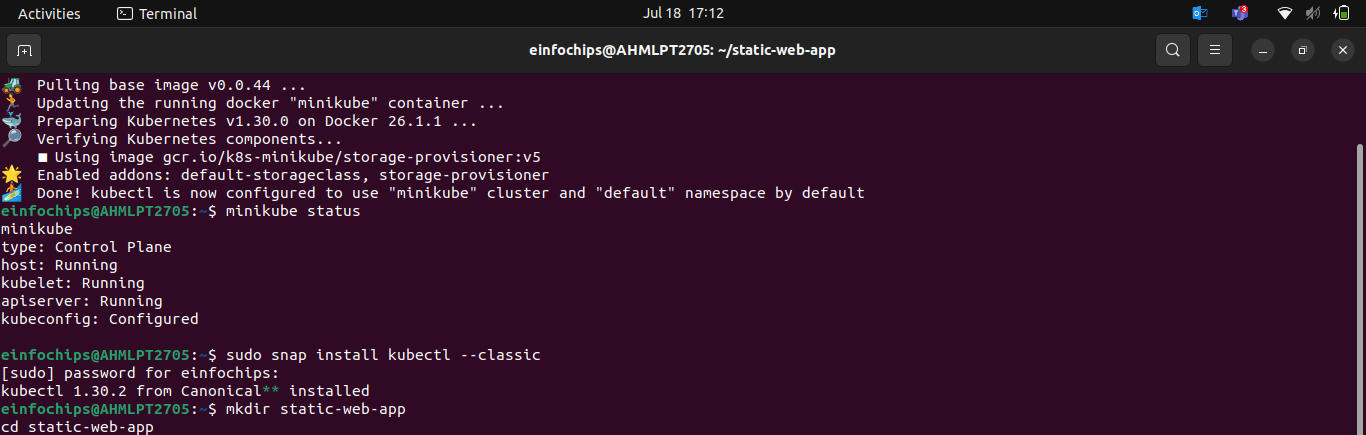 Activities
Terminal
Jul 18 17:12
3
einfochips@AHMLPT2705: ~/static-web-app
Pulling base image v0.0.44 ...
Updating the running docker "minikube" container ...
Preparing Kubernetes v1.30.0 on Docker 26.1.1 ...
Verifying Kubernetes components...
■ Using image gcr.io/k8s-minikube/storage-provisioner:v5
Enabled addons: default-storageclass, storage-provisioner
Done! kubectl is now configured to use "minikube" cluster and "default" namespace by default
einfochips@AHMLPT2705:~$ minikube status
minikube
type: Control Plane
host: Running
kubelet: Running
apiserver: Running
kubeconfig: Configured
einfochips@AHMLPT2705:~$ sudo snap install kubectl --classic
[sudo] password for einfochips:
kubectl 1.30.2 from Canonical** installed
einfochips@AHMLPT2705:~$ mkdir static-web-app
cd static-web-app